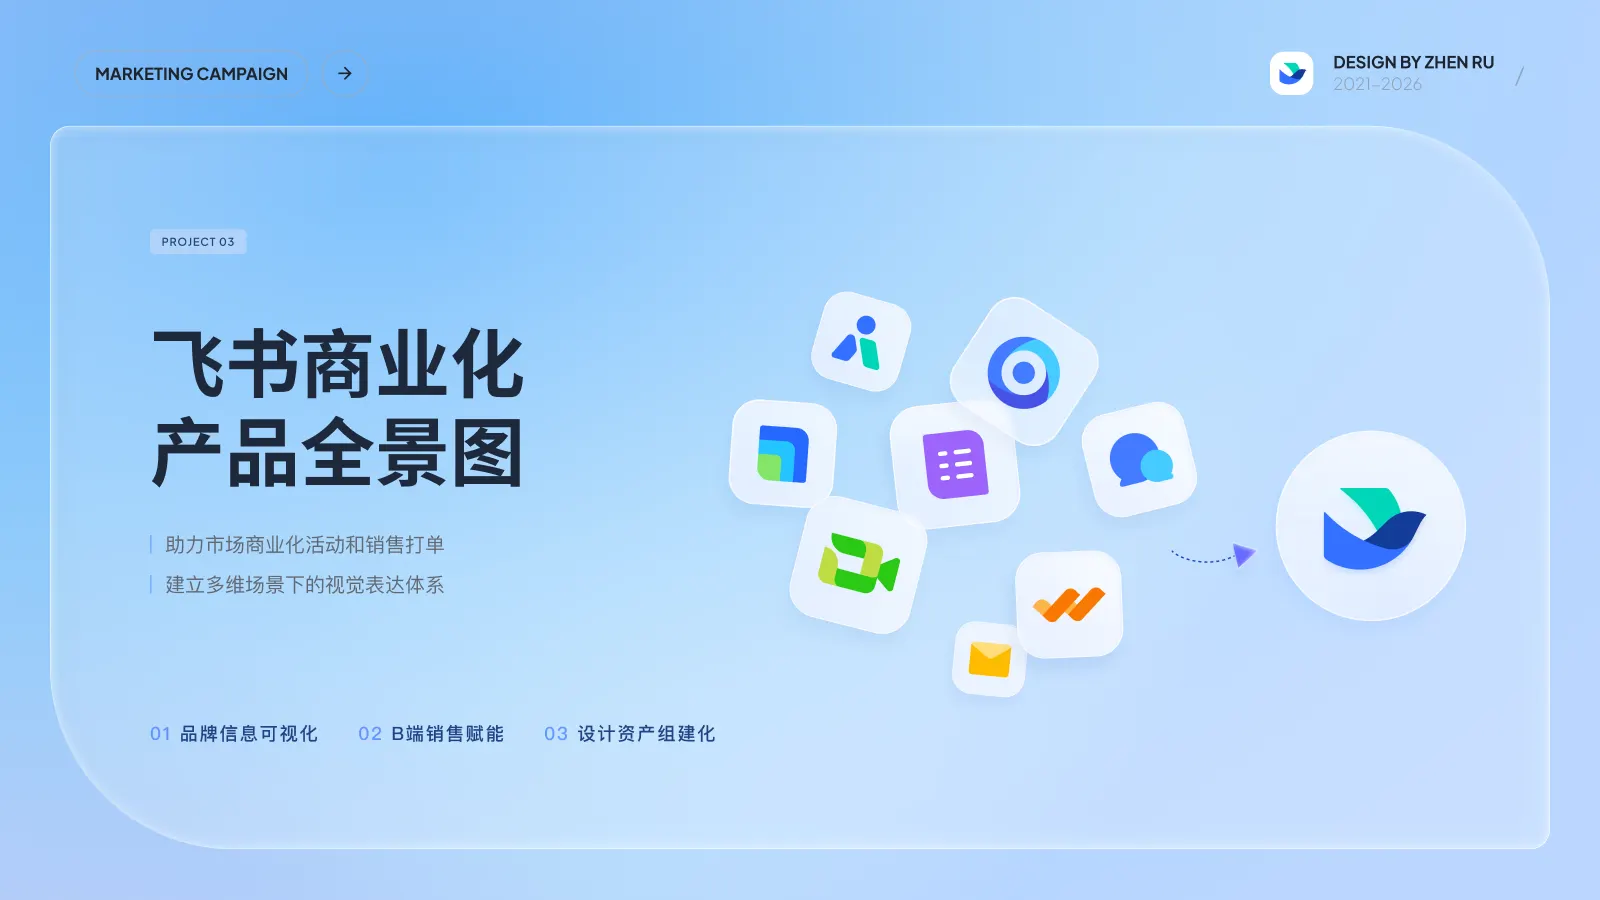 MARKETING CAMPAIGN
DESIGN BY ZHEN RU
2021–2026
/
PROJECT 03
飞书商业化
产品全景图
助力市场商业化活动和销售打单
建立多维场景下的视觉表达体系
01 品牌信息可视化
02 B端销售赋能
03 设计资产组建化